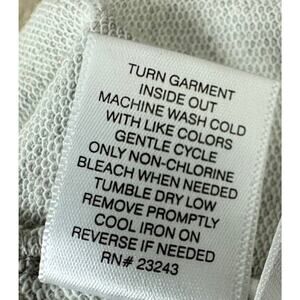 TURN GARMENT
INSIDE OUT
MACHINE WASH COLD
WITH LIKE COLORS
GENTLE CYCLE
ONLY NON-CHLORINE
BLEACH WHEN NEEDED
TUMBLE DRY LOW
REMOVE PROMPTLY
COOL IRON ON
REVERSE IF NEEDED
RN# 23243